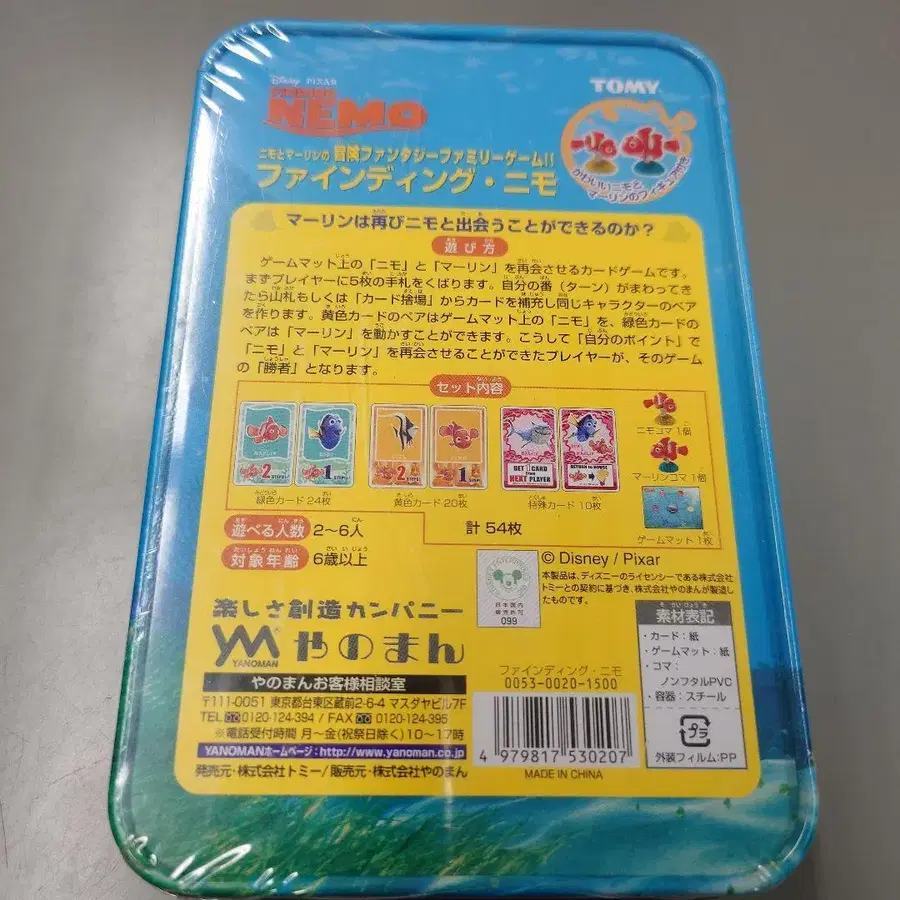 Disney PIXAR
FINDING
NEMO
TOMY
ニモとマーリンの 冒険ファンタジーファミリーゲーム!!
ファインディング・ニモ
かわいいニモと
マーリンのフィギュア付き
マーリンは再びニモと出会うことができるのか?
遊び方
ゲームマット上の「ニモ」と「マーリン」を再会させるカードゲームです。
まずプレイヤーに5枚の手札をくばります。自分の番(ターン)がまわってき
たら山札もしくは「カード捨場」からカードを補充し同じキャラクターのペア
を作ります。黄色カードのペアはゲームマット上の「ニモ」を、緑色カードの
ペアは「マーリン」を動かすことができます。こうして「自分のポイント」で
「ニモ」と「マーリン」を再会させることができたプレイヤーが、そのゲーム
の「勝者」となります。
セット内容
2 STEPS!
1 STEP!
2 STEPS!
1 STEP!
GET 1 CARD
from
NEXT PLAYER
RETURN to HOUSE
緑色カード 24枚
黄色カード 20枚
特殊カード 10枚
ニモコマ 1個
マーリンコマ 1個
ゲームマット 1枚
計 54枚
遊べる人数 2〜6人
対象年齢 6歳以上
© Disney / Pixar
本製品は、ディズニーのライセンシーである株式会社
トミーとの契約に基づき、株式会社やのまんが製造し
たものです。
日本国内
販売許可
099
楽しさ創造カンパニー
YM YANOMAN やのまん
やのまんお客様相談室
〒111-0051 東京都台東区蔵前2-6-4 マスダヤビル7F
TEL 0120-124-394 / FAX 0120-124-395
※電話受付時間 月〜金(祝祭日除く)10〜17時
YANOMANホームページ:http://www.yanoman.co.jp
発売元・株式会社トミー/販売元・株式会社やのまん
ファインディング・ニモ
0053-0020-1500
4 979817 530207
MADE IN CHINA
素材表記
・カード:紙
・ゲームマット:紙
・コマ:
ノンフタルPVC
・容器:スチール
プラ
外装フィルム:PP